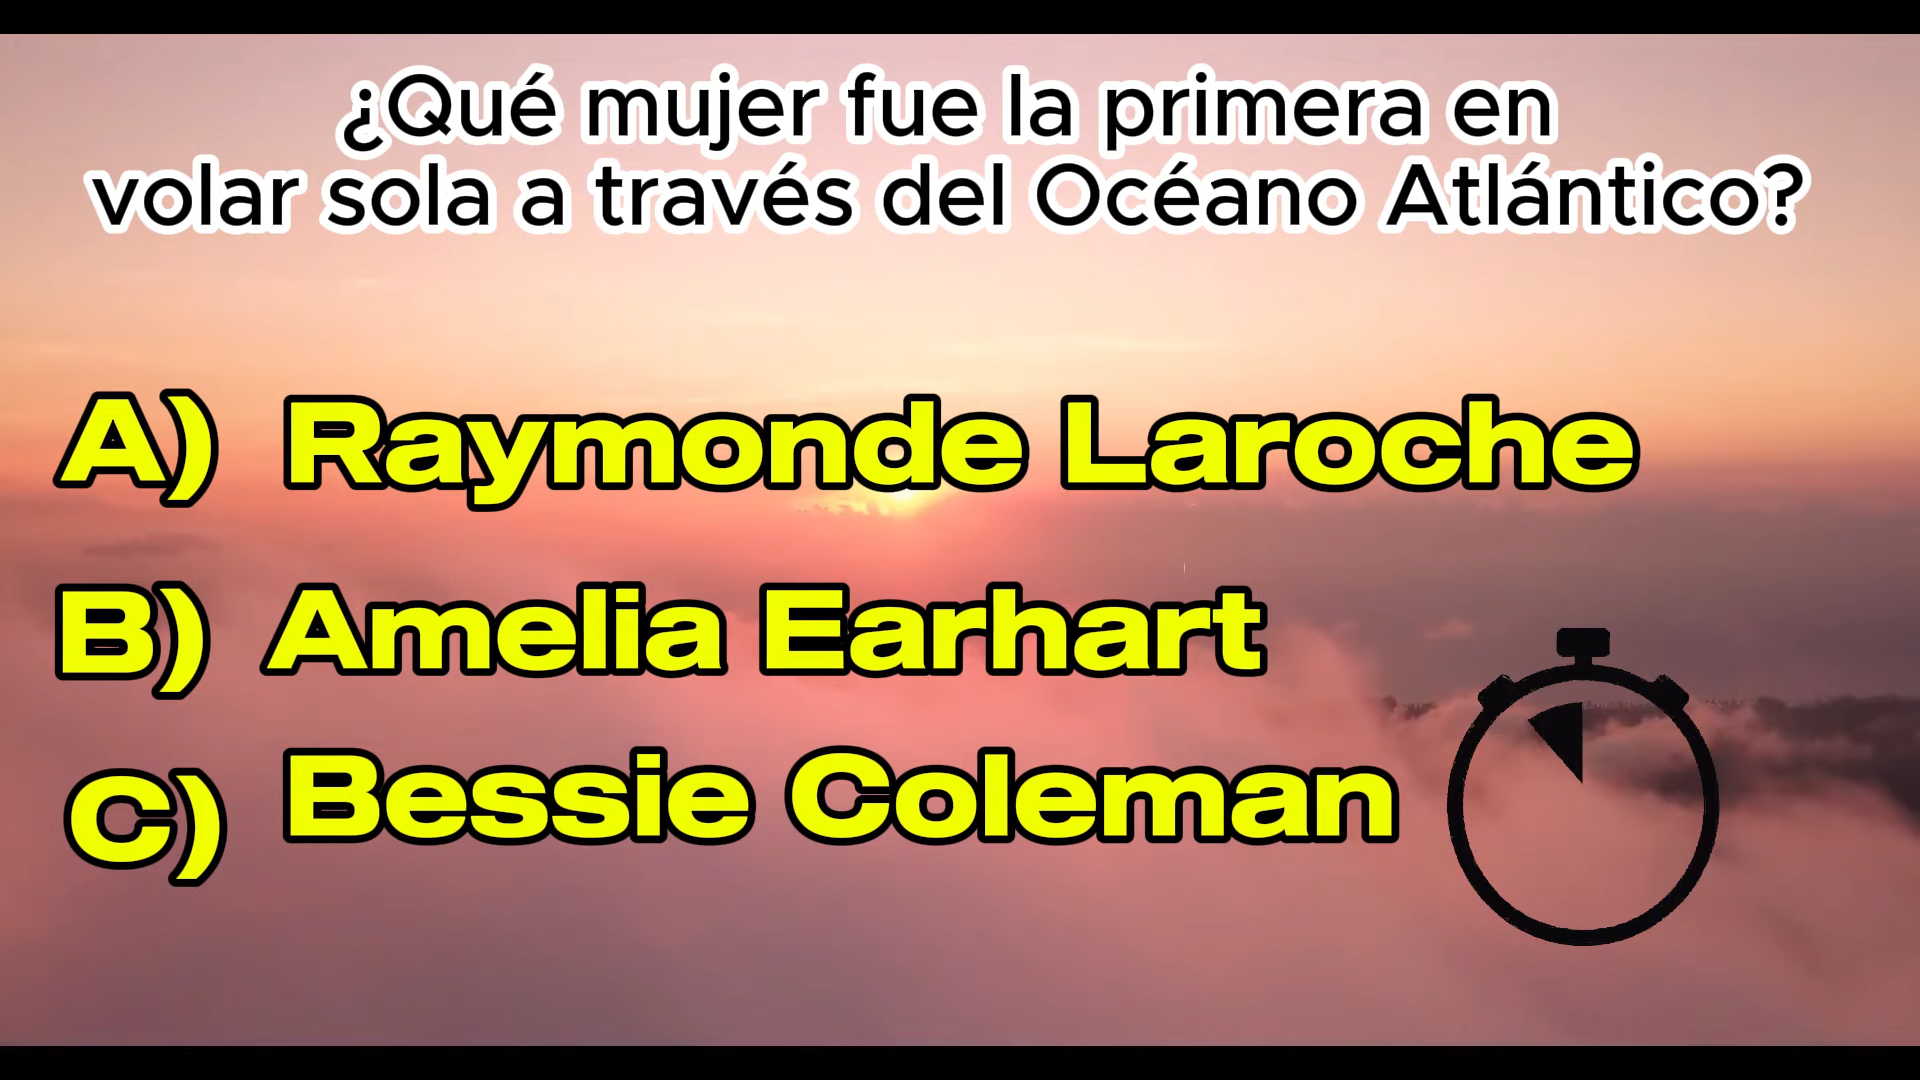 ¿Qué mujer fue la primera en
volar sola a través del Océano Atlántico?
A) Raymonde Laroche
B) Amelia Earhart
C) Bessie Coleman